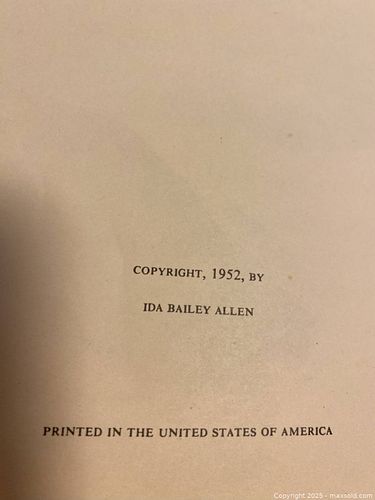 COPYRIGHT, 1952, BY
IDA BAILEY ALLEN
PRINTED IN THE UNITED STATES OF AMERICA
Copyright 2025 - maxsold.com